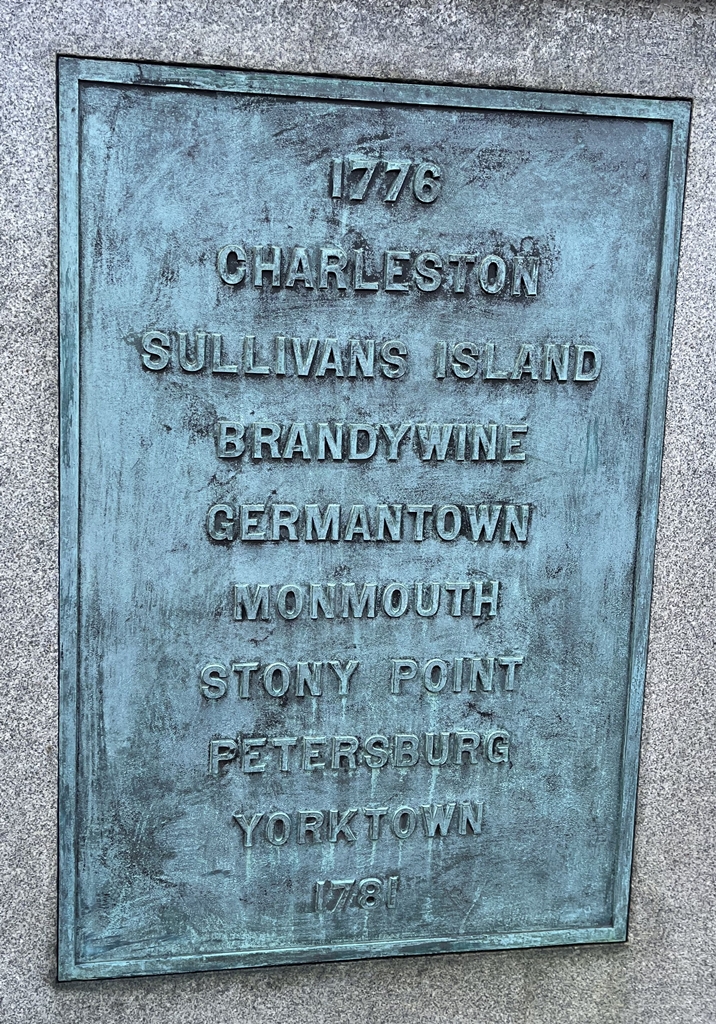 1776
CHARLESTON
SULLIVANS ISLAND
BRANDYWINE
GERMANTOWN
MONMOUTH
STONY POINT
PETERSBURG
YORKTOWN
1781